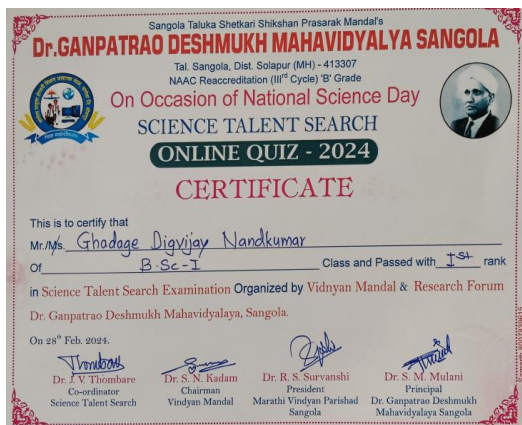 Sangola Taluka Shetkari Shikshan Prasarak Mandal's
Dr.GANPATRAO DESHMUKH MAHAVIDYALYA SANGOLA
Tal. Sangola, Dist. Solapur (MH) - 413307
NAAC Reaccreditation (IIIrd Cycle) 'B' Grade
On Occasion of National Science Day
SCIENCE TALENT SEARCH
ONLINE QUIZ - 2024
CERTIFICATE
This is to certify that
Mr./Ms. Ghadage Digvijay Nandkumar
Of B.Sc-I Class and Passed with Ist rank
in Science Talent Search Examination Organized by Vidnyan Mandal & Research Forum
Dr. Ganpatrao Deshmukh Mahavidyalaya, Sangola.
On 28th Feb. 2024.
Dr. J. V. Thombare
Co-ordinator
Science Talent Search
Dr. S. N. Kadam
Chairman
Vindyan Mandal
Dr. R. S. Survanshi
President
Marathi Vindyan Parishad
Sangola
Dr. S. M. Mulani
Principal
Dr. Ganpatrao Deshmukh
Mahavidyalaya Sangola